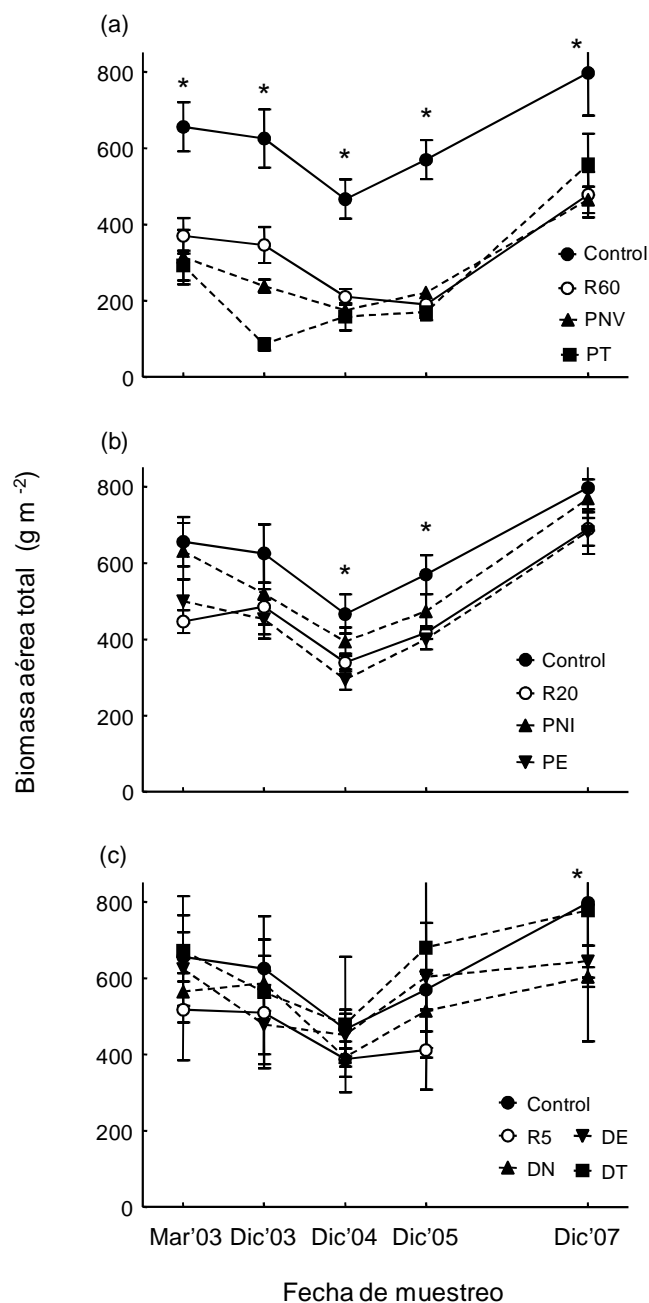 (a)
* * * * *
800
600
400
200
0
Control
R60
PNV
PT
(b)
* *
800
600
400
200
0
Control
R20
PNI
PE
(c)
*
800
600
400
200
0
Control
R5 DE
DN DT
Mar'03 Dic'03 Dic'04 Dic'05 Dic'07
Fecha de muestreo
Biomasa aérea total (g m -2)